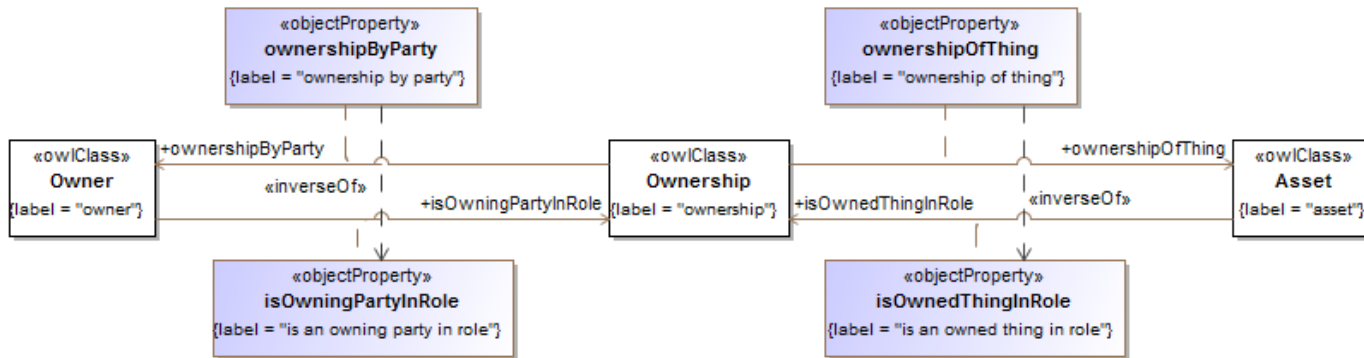 «objectProperty»
ownershipByParty
{label = "ownership by party"}
«objectProperty»
ownershipOfThing
{label = "ownership of thing"}
«owlClass»
Owner
{label = "owner"}
+ownershipByParty
«inverseOf»
+isOwningPartyInRole
«owlClass»
Ownership
{label = "ownership"}
+ownershipOfThing
+isOwnedThingInRole
«inverseOf»
«owlClass»
Asset
{label = "asset"}
«objectProperty»
isOwningPartyInRole
{label = "is an owning party in role"}
«objectProperty»
isOwnedThingInRole
{label = "is an owned thing in role"}